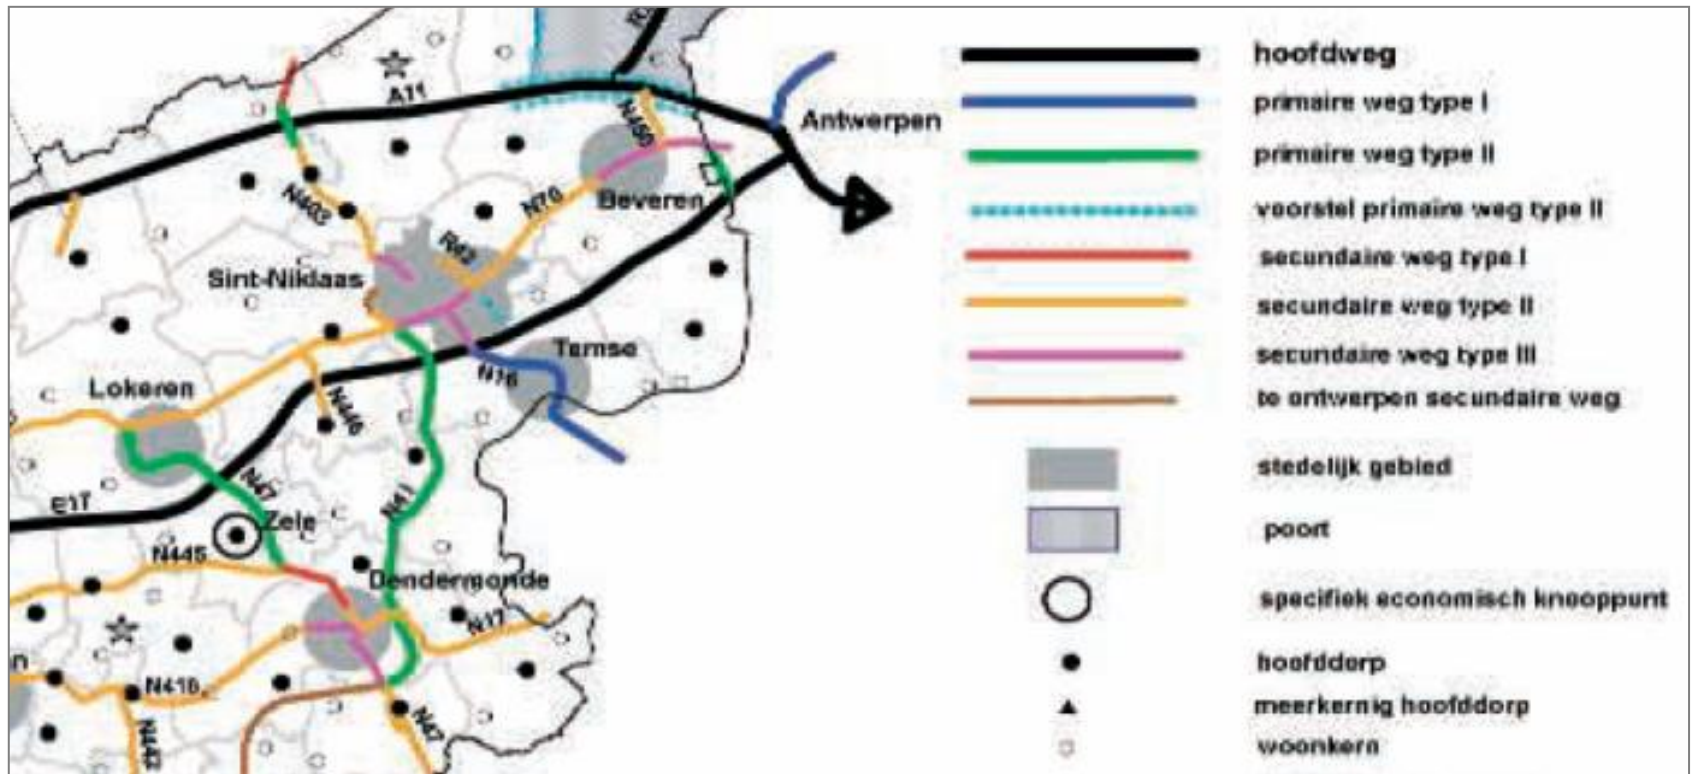 A11
Antwerpen
N450
Beveren
N70
N403
R42
Sint-Niklaas
Temse
N16
Lokeren
N446
N47
E17
N41
Zele
N445
Dendermonde
N17
N416
N47
N442
hoofdweg
primaire weg type I
primaire weg type II
voorstel primaire weg type II
secundaire weg type I
secundaire weg type II
secundaire weg type III
te ontwerpen secundaire weg
stedelijk gebied
poort
specifiek economisch knooppunt
hoofddorp
meerkernig hoofddorp
woonkern